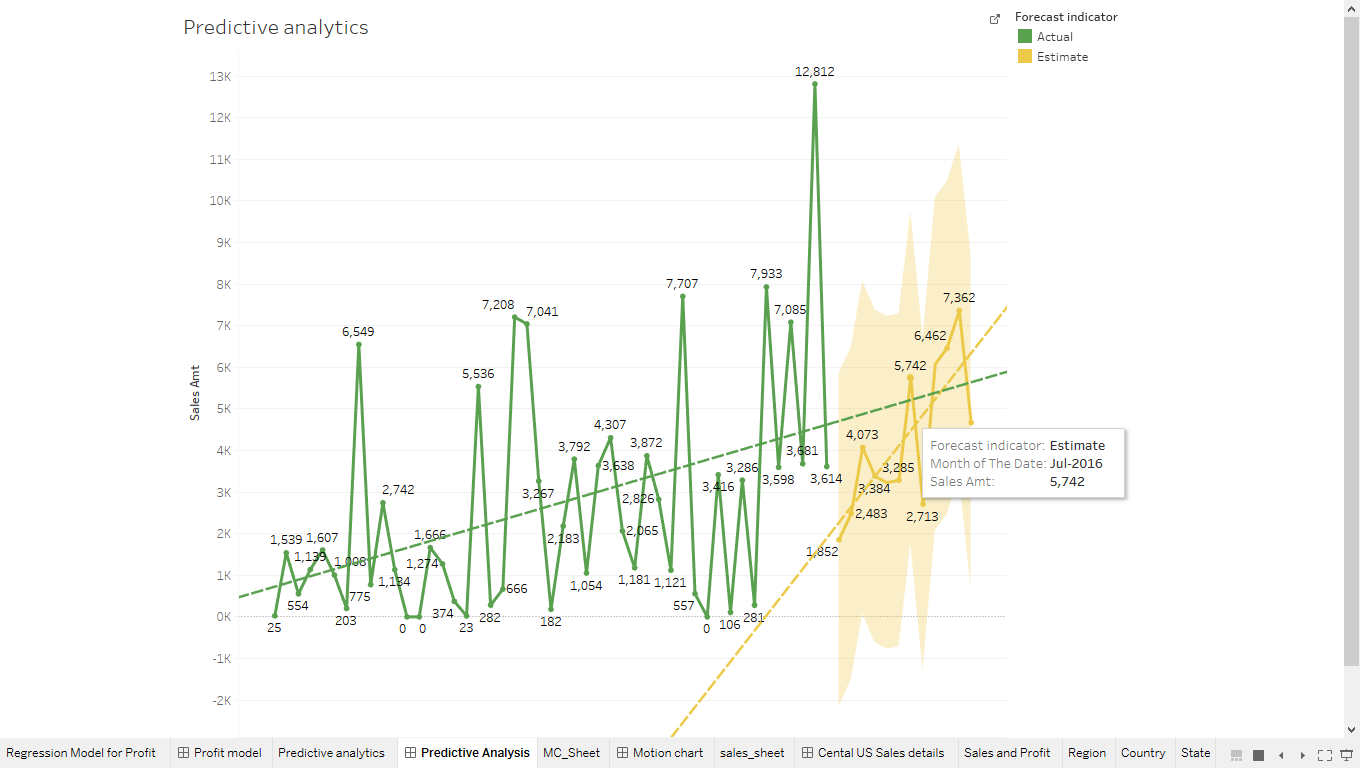 Predictive analytics
Forecast indicator
Actual
Estimate
13K
12K
11K
10K
9K
8K
7K
6K
5K
4K
3K
2K
1K
0K
-1K
-2K
Sales Amt
25
1,539
554
1,139
1,607
1,008
203
6,549
775
2,742
1,134
0
0
1,666
1,274
374
23
5,536
282
666
7,208
7,041
3,267
182
2,183
3,792
1,054
3,638
4,307
2,065
1,181
3,872
2,826
1,121
7,707
557
0
3,416
106
3,286
281
7,933
3,598
7,085
3,681
12,812
3,614
1,852
2,483
4,073
3,384
3,285
5,742
2,713
6,462
7,362
Forecast indicator: Estimate
Month of The Date: Jul-2016
Sales Amt: 5,742
Regression Model for Profit Profit model Predictive analytics Predictive Analysis MC_Sheet Motion chart sales_sheet Cental US Sales details Sales and Profit Region Country State